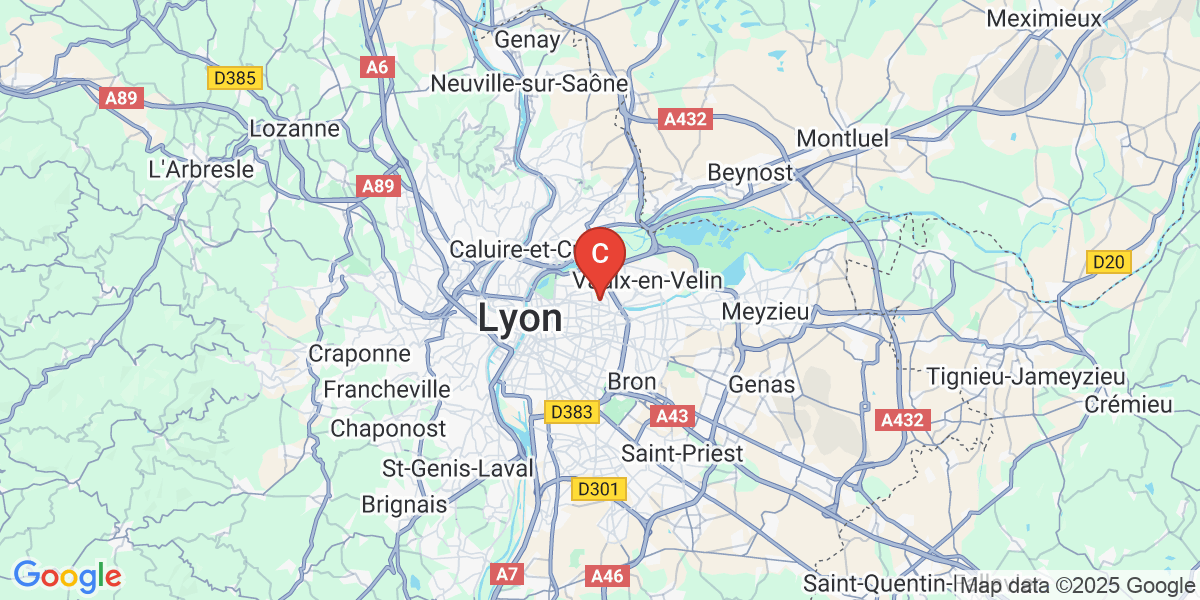 Meximieux
Genay
A6
D385
Neuville-sur-Saône
A89
A432
Lozanne
Montluel
L'Arbresle
Beynost
A89
Caluire-et-C
C
D20
Vaulx-en-Velin
Meyzieu
Lyon
Craponne
Francheville
Bron
Genas
Tignieu-Jameyzieu
Crémieu
D383
A43
A432
Chaponost
Saint-Priest
St-Genis-Laval
D301
Brignais
A7
A46
Google
Saint-Quentin-
Map data ©2025 Google